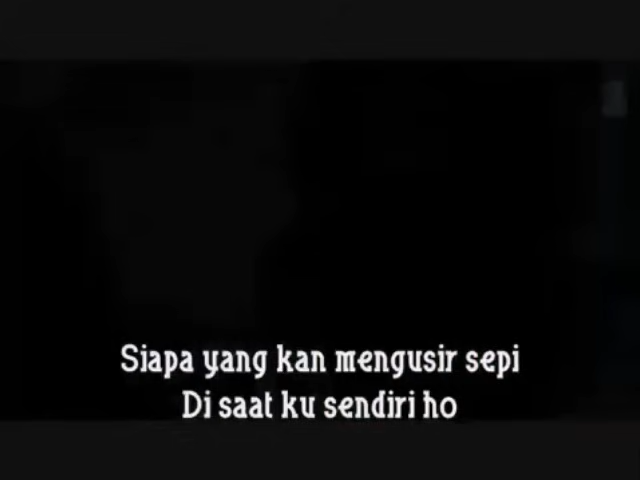 Siapa yang kan mengusir sepi
Di saat ku sendiri ho